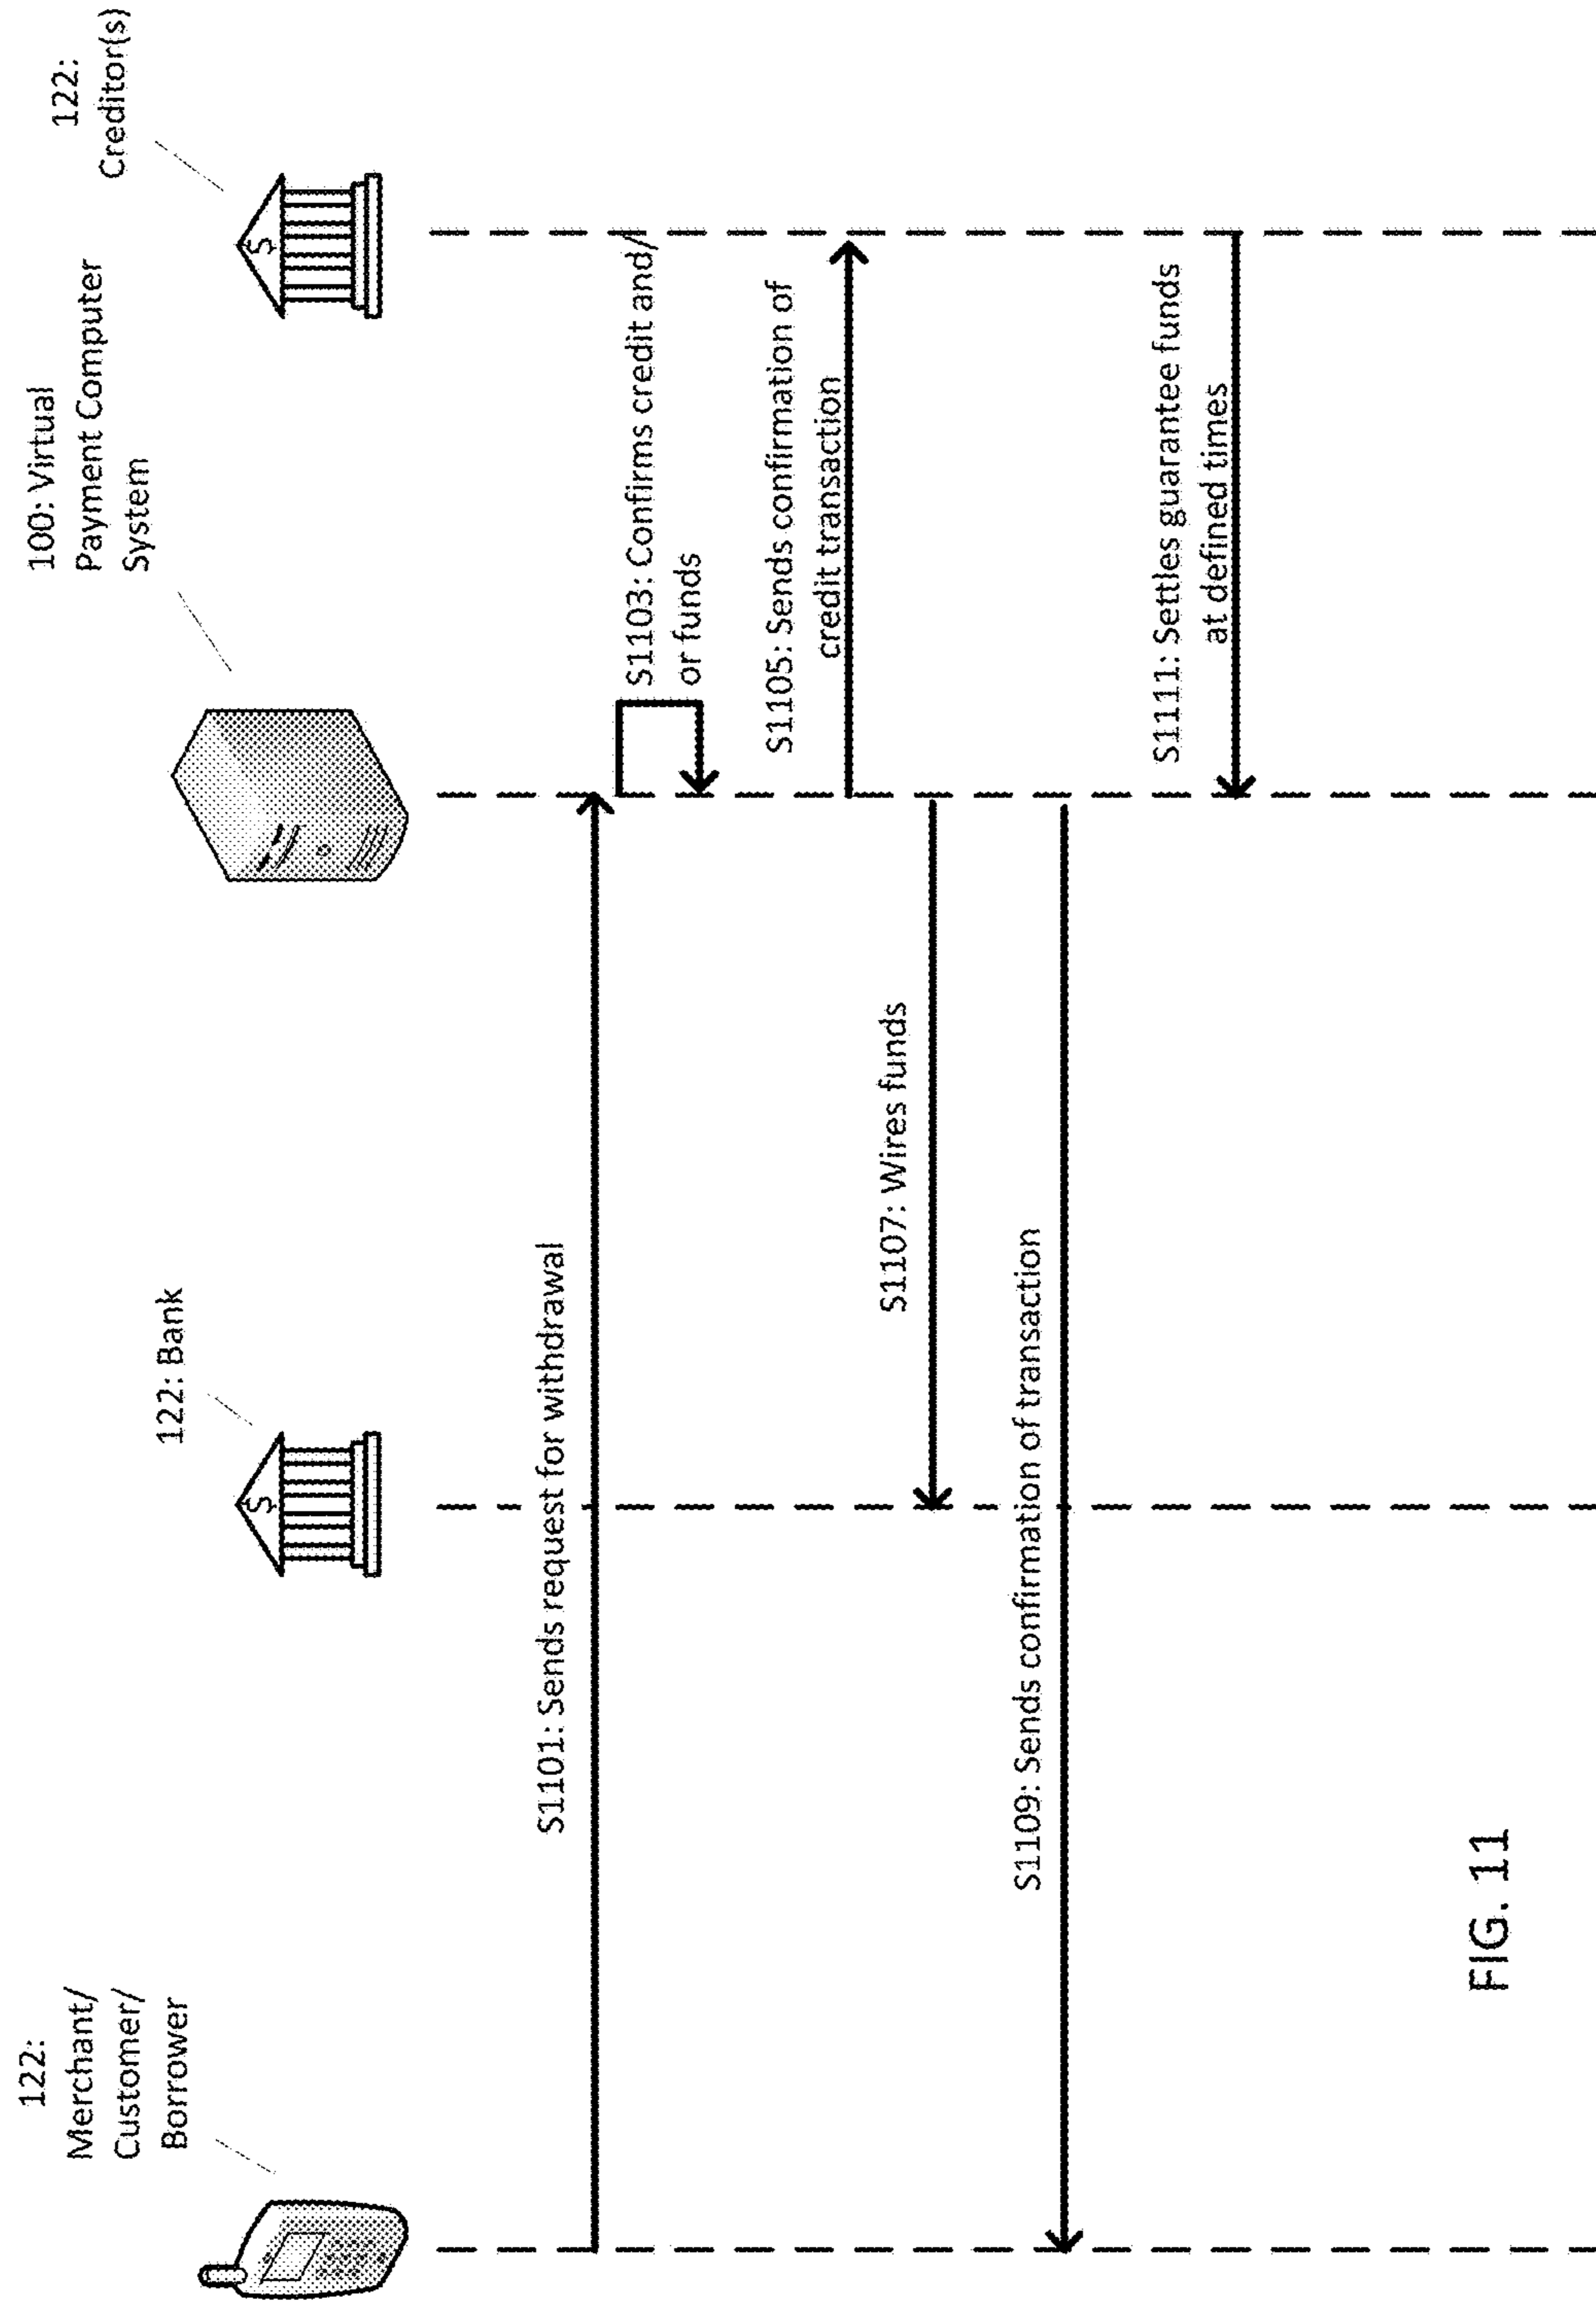 122:
Merchant/
Customer/
Borrower
122: Bank
100: Virtual
Payment Computer
System
122:
Creditor(s)
$
$
S1101: Sends request for withdrawal
S1103: Confirms credit and/
or funds
S1105: Sends confirmation of
credit transaction
S1107: Wires funds
S1109: Sends confirmation of transaction
S1111: Settles guarantee funds
at defined times
FIG. 11